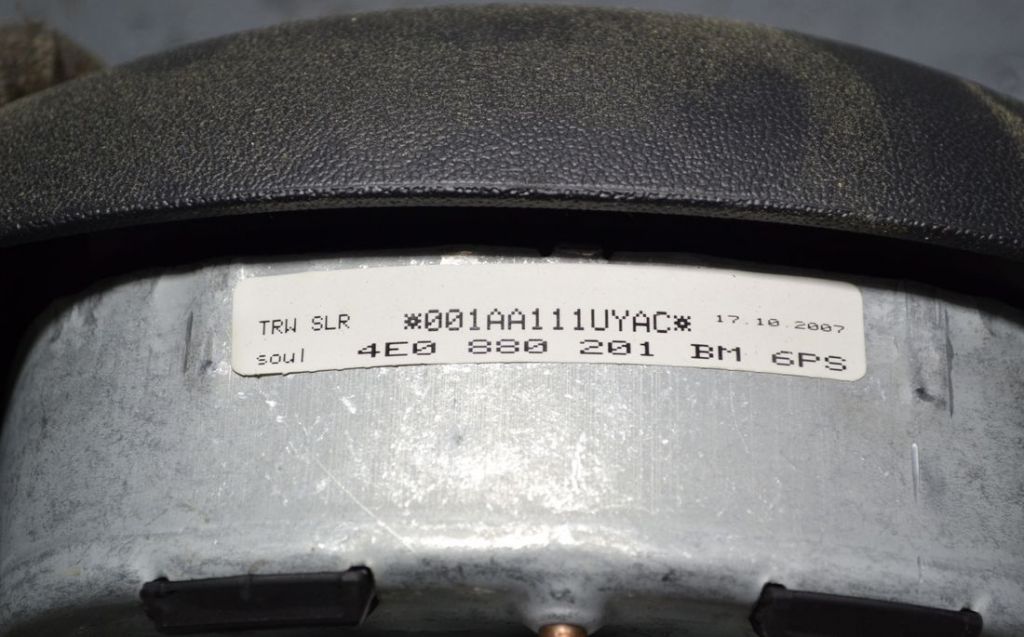 TRW SLR *001AA111UYAC* 17.10.2007
soul 4E0 880 201 BM 6PS